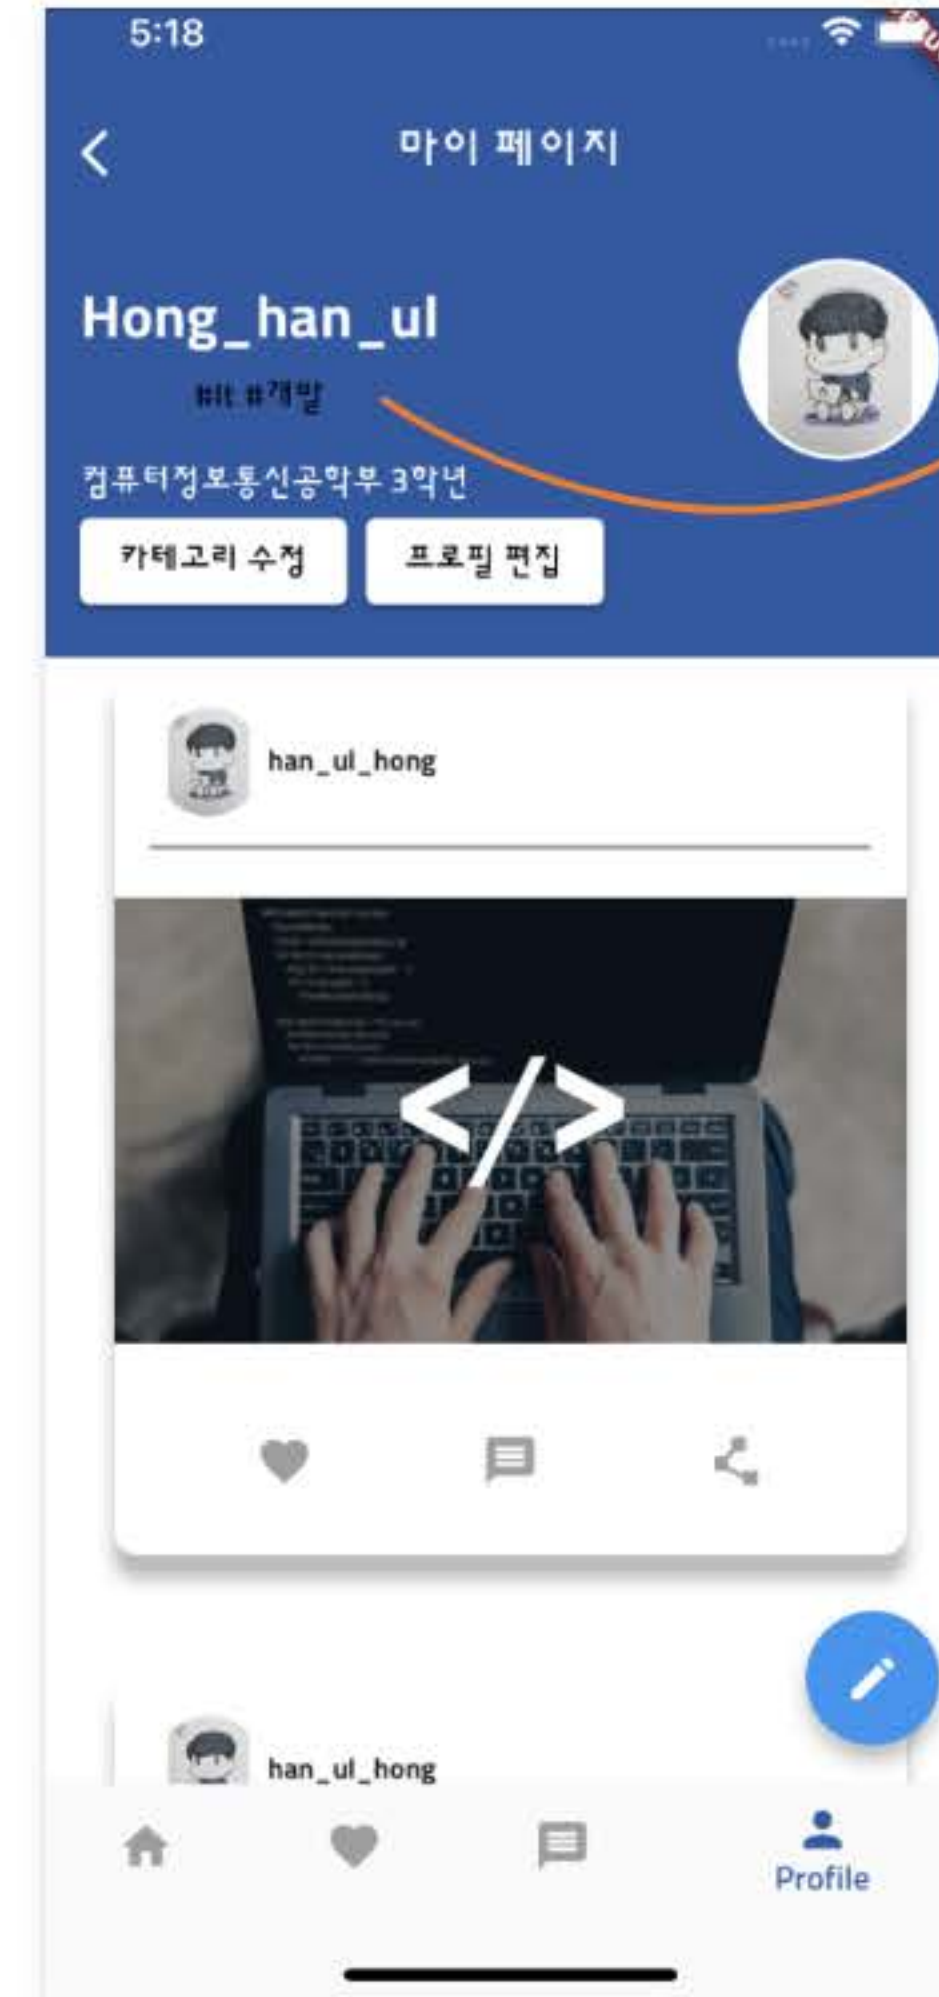 5:18
마이 페이지
Hong_han_ul
#It #개발
컴퓨터정보통신공학부 3학년
카테고리 수정
프로필 편집
han_ul_hong
</>
han_ul_hong
Profile